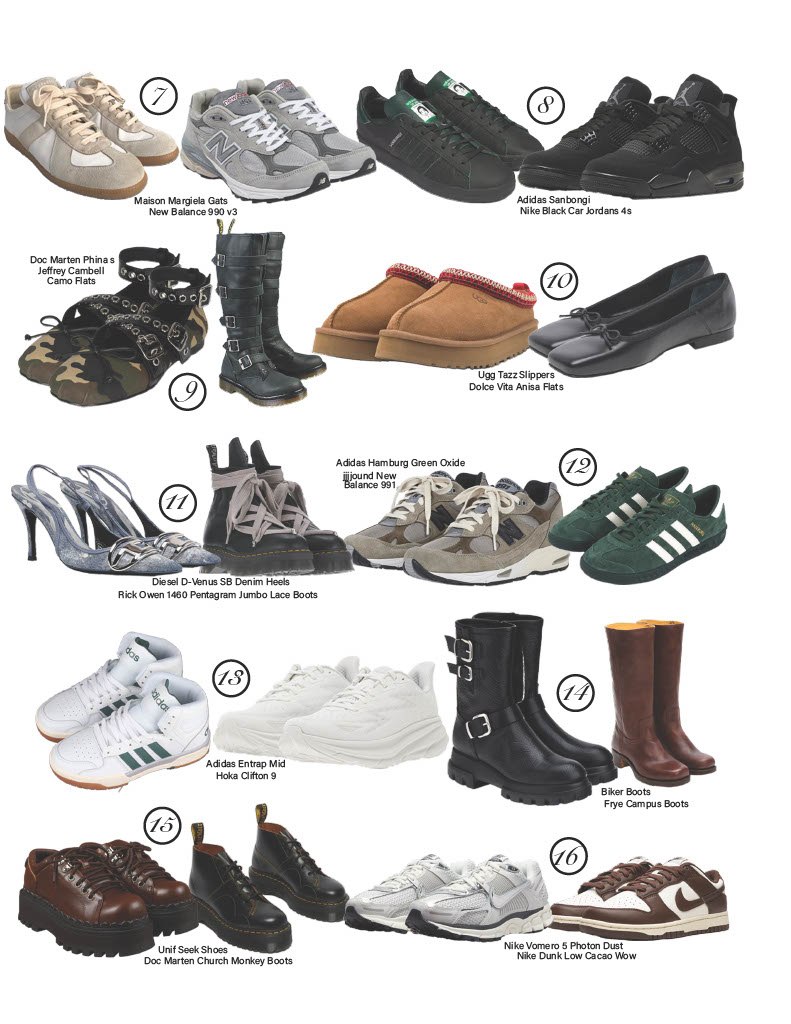 7
Maison Margiela Gats
New Balance 990 v3
8
Adidas Sanbongi
Nike Black Car Jordans 4s
Doc Marten Phina s
Jeffrey Cambell
Camo Flats
9
10
UGG
Ugg Tazz Slippers
Dolce Vita Anisa Flats
11
Diesel D-Venus SB Denim Heels
Rick Owen 1460 Pentagram Jumbo Lace Boots
Adidas Hamburg Green Oxide
jjjjound New
Balance 991
12
adidas
adidas
13
Adidas Entrap Mid
Hoka Clifton 9
14
Biker Boots
Frye Campus Boots
15
Unif Seek Shoes
Doc Marten Church Monkey Boots
16
Nike Vomero 5 Photon Dust
Nike Dunk Low Cacao Wow